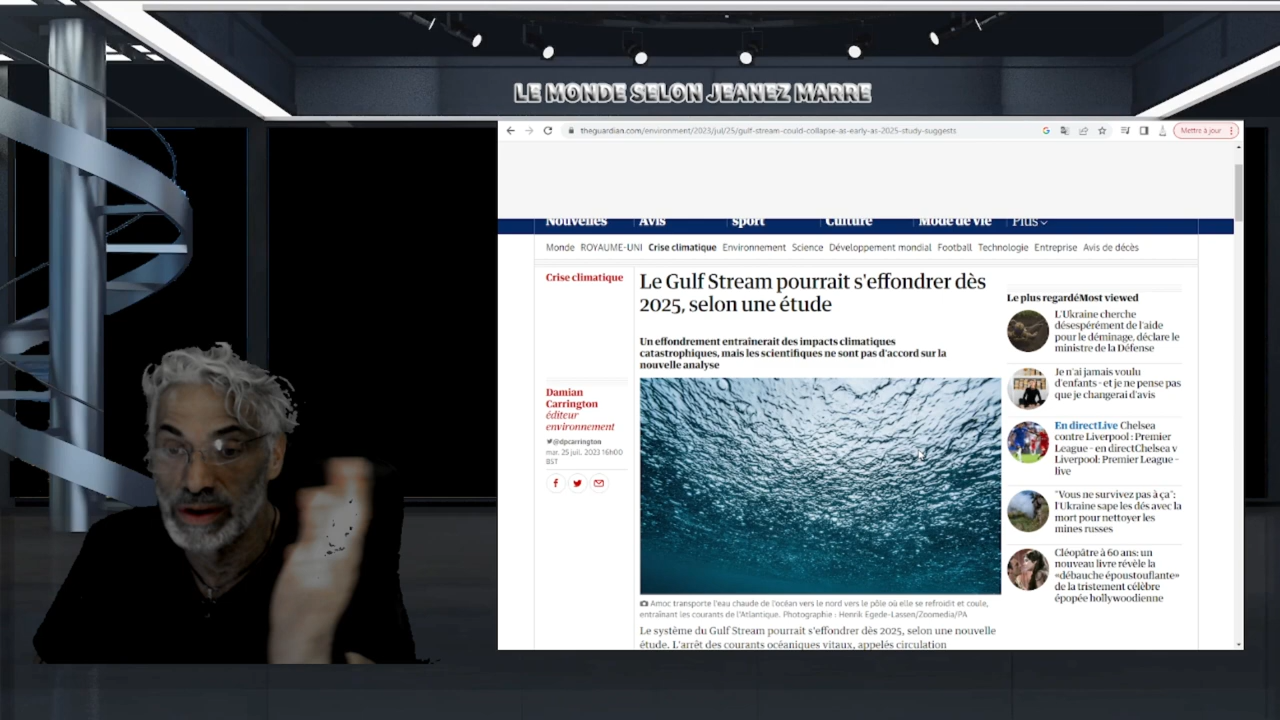 LE MONDE SELON JEANEZ MARRE
theguardian.com/environment/2023/jul/25/gulf-stream-could-collapse-as-early-as-2025-study-suggests
Mettre à jour
Nouvelles Avis sport Culture Mode de vie Plus
Monde ROYAUME-UNI Crise climatique Environnement Science Développement mondial Football Technologie Entreprise Avis de décès
Crise climatique
Le Gulf Stream pourrait s'effondrer dès
2025, selon une étude
Un effondrement entraînerait des impacts climatiques
catastrophiques, mais les scientifiques ne sont pas d'accord sur la
nouvelle analyse
Damian
Carrington
éditeur
environnement
@dpcarrington
mar. 25 juil. 2023 16h00
BST
Amoc transporte l'eau chaude de l'océan vers le nord vers le pôle où elle se refroidit et coule,
entraînant les courants de l'Atlantique. Photographie : Henrik Egede-Lassen/Zoomedia/PA
Le système du Gulf Stream pourrait s'effondrer dès 2025, selon une nouvelle
étude. L'arrêt des courants océaniques vitaux, appelés circulation
Le plus regardéMost viewed
L'Ukraine cherche
désespérément de l'aide
pour le déminage, déclare le
ministre de la Défense
Je n'ai jamais voulu
d'enfants - et je ne pense pas
que je changerai d'avis
En directLive Chelsea
contre Liverpool : Premier
League - en directChelsea v
Liverpool: Premier League -
live
"Vous ne survivez pas à ça":
l'Ukraine sape les dés avec la
mort pour nettoyer les
mines russes
Cléopâtre à 60 ans: un
nouveau livre révèle la
«débauche époustouflante»
de la tristement célèbre
épopée hollywoodienne